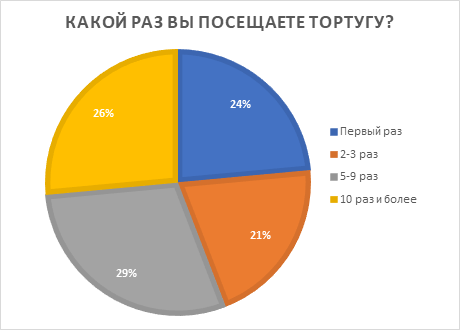 КАКОЙ РАЗ ВЫ ПОСЕЩАЕТЕ ТОРТУГУ?
24%
21%
29%
26%
Первый раз
2-3 раз
5-9 раз
10 раз и более